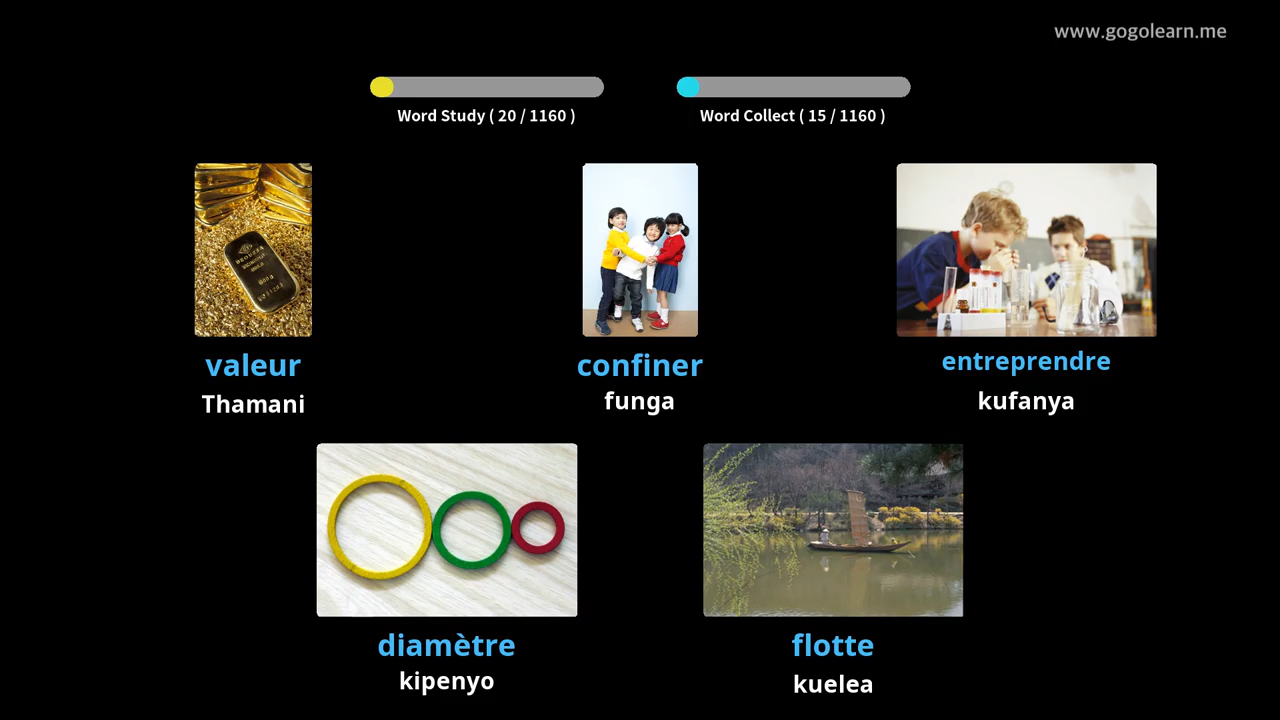 www.gogolearn.me
Word Study ( 20 / 1160 )
Word Collect ( 15 / 1160 )
valeur
Thamani
confiner
funga
entreprendre
kufanya
diamètre
kipenyo
flotte
kuelea